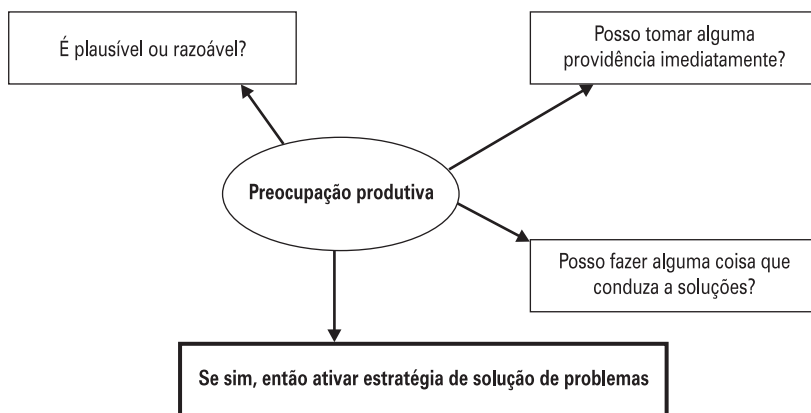 É plausível ou razoável?
Posso tomar alguma
providência imediatamente?
Preocupação produtiva
Posso fazer alguma coisa que
conduza a soluções?
Se sim, então ativar estratégia de solução de problemas